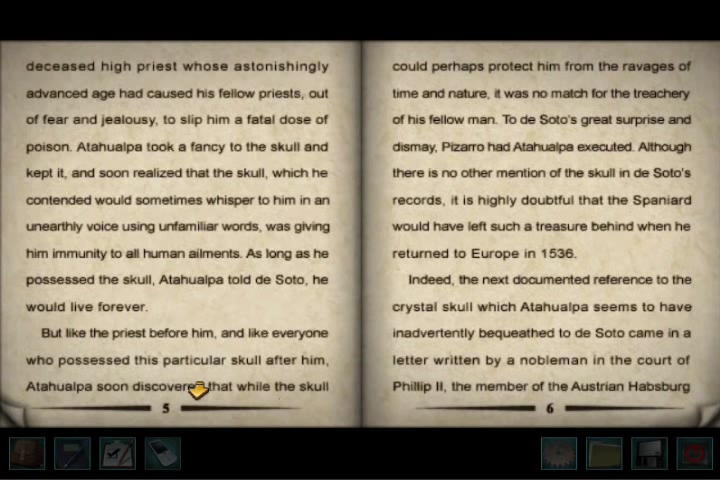 deceased high priest whose astonishingly
advanced age had caused his fellow priests, out
of fear and jealousy, to slip him a fatal dose of
poison. Atahualpa took a fancy to the skull and
kept it, and soon realized that the skull, which he
contended would sometimes whisper to him in an
unearthly voice using unfamiliar words, was giving
him immunity to all human ailments. As long as he
possessed the skull, Atahualpa told de Soto, he
would live forever.
But like the priest before him, and like everyone
who possessed this particular skull after him,
Atahualpa soon discovered that while the skull
5
could perhaps protect him from the ravages of
time and nature, it was no match for the treachery
of his fellow man. To de Soto's great surprise and
dismay, Pizarro had Atahualpa executed. Although
there is no other mention of the skull in de Soto's
records, it is highly doubtful that the Spaniard
would have left such a treasure behind when he
returned to Europe in 1536.
Indeed, the next documented reference to the
crystal skull which Atahualpa seems to have
inadvertently bequeathed to de Soto came in a
letter written by a nobleman in the court of
Phillip II, the member of the Austrian Habsburg
6